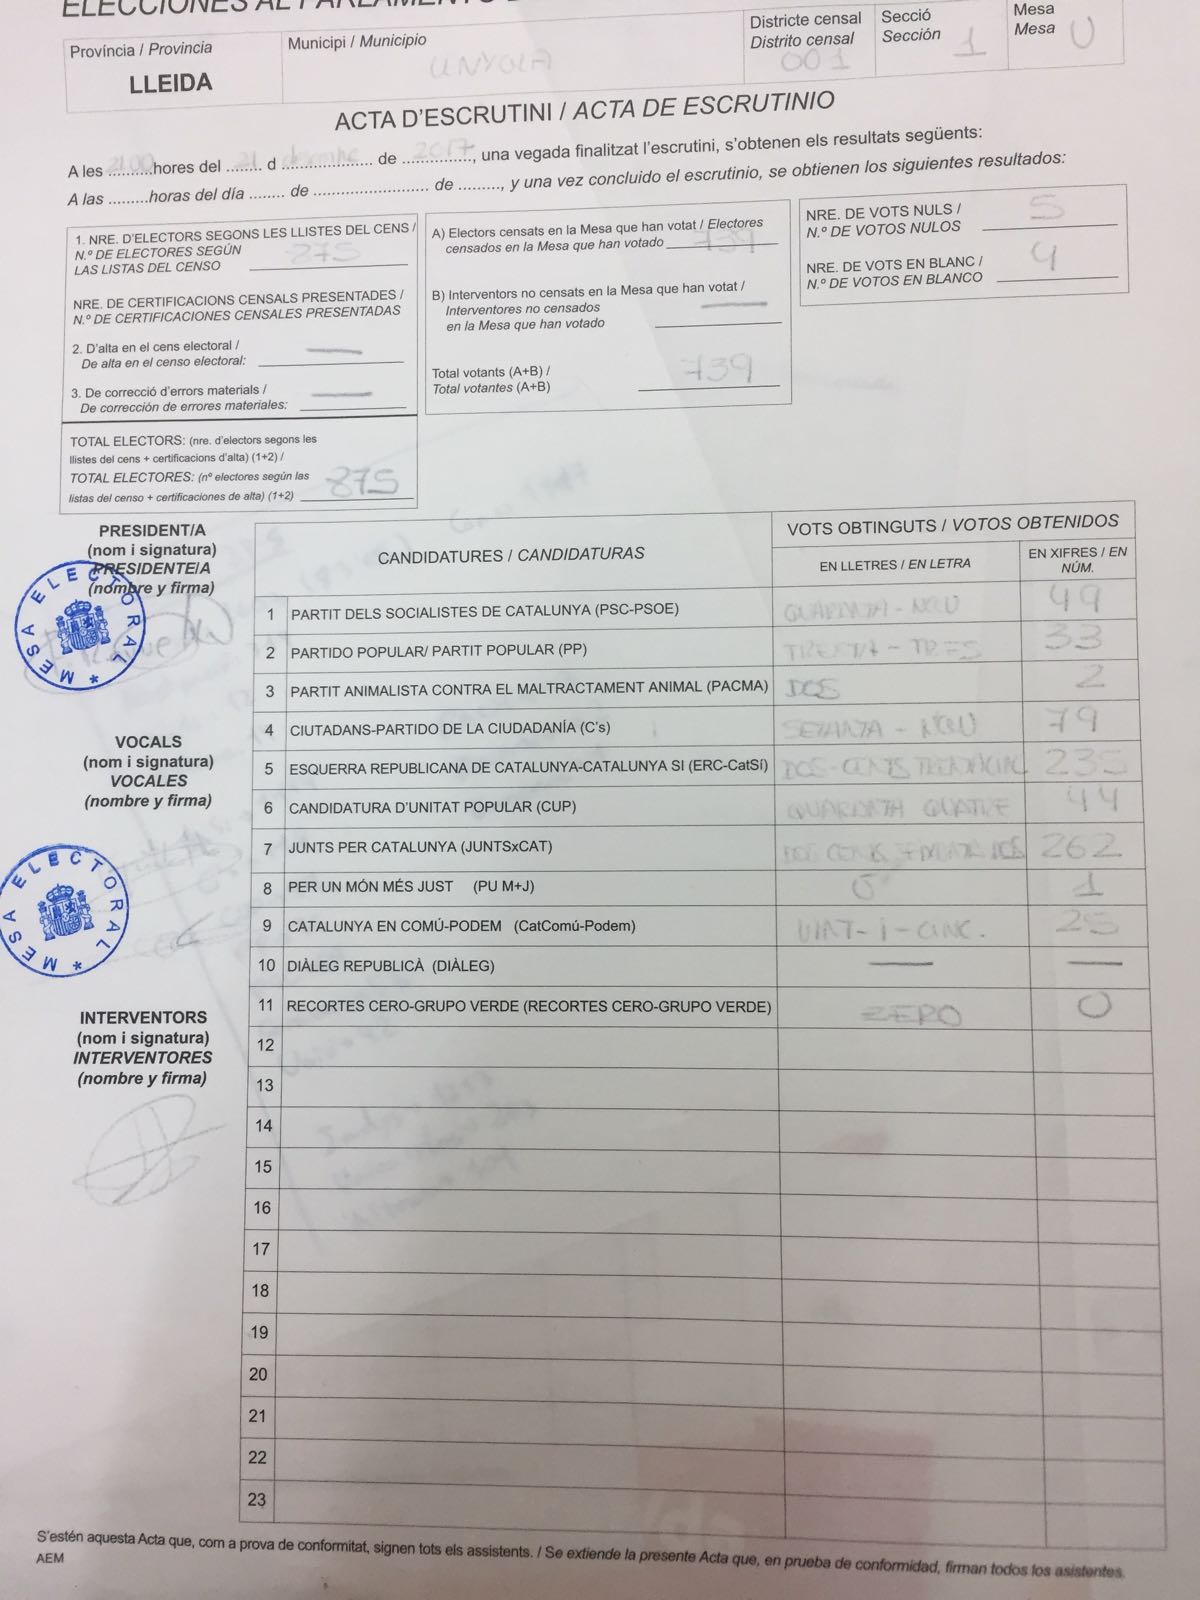 ELECCIONES AL PARLAMENTO
Província / Provincia
LLEIDA
Municipi / Municipio
LINYOLA
Districte censal
Distrito censal
001
Secció
Sección
1
Mesa
Mesa
U
ACTA D'ESCRUTINI / ACTA DE ESCRUTINIO
A les 21.00 hores del 21 d desembre de 2017, una vegada finalitzat l'escrutini, s'obtenen els resultats següents:
A las .........horas del día ........ de .......................... de ........., y una vez concluido el escrutinio, se obtienen los siguientes resultados:
1. NRE. D'ELECTORS SEGONS LES LLISTES DEL CENS /
N.º DE ELECTORES SEGÚN
LAS LISTAS DEL CENSO 875
NRE. DE CERTIFICACIONS CENSALS PRESENTADES /
N.º DE CERTIFICACIONES CENSALES PRESENTADAS
2. D'alta en el cens electoral / —
De alta en el censo electoral:
3. De correcció d'errors materials / —
De corrección de errores materiales:
TOTAL ELECTORS: (nre. d'electors segons les
llistes del cens + certificacions d'alta) (1+2) /
TOTAL ELECTORES: (nº electores según las
listas del censo + certificaciones de alta) (1+2) 875
A) Electors censats en la Mesa que han votat / Electores
censados en la Mesa que han votado 739
B) Interventors no censats en la Mesa que han votat /
Interventores no censados —
en la Mesa que han votado
Total votants (A+B) /
Total votantes (A+B) 739
NRE. DE VOTS NULS /
N.º DE VOTOS NULOS 5
NRE. DE VOTS EN BLANC /
N.º DE VOTOS EN BLANCO 4
PRESIDENT/A
(nom i signatura)
PRESIDENTE/A
(nombre y firma)
MESA ELECTORAL *
VOCALS
(nom i signatura)
VOCALES
(nombre y firma)
MESA ELECTORAL *
INTERVENTORS
(nom i signatura)
INTERVENTORES
(nombre y firma)
CANDIDATURES / CANDIDATURAS
VOTS OBTINGUTS / VOTOS OBTENIDOS
EN LLETRES / EN LETRA
EN XIFRES / EN NÚM.
1 PARTIT DELS SOCIALISTES DE CATALUNYA (PSC-PSOE) QUARANTA - NOU 49
2 PARTIDO POPULAR/ PARTIT POPULAR (PP) TRENTA - TRES 33
3 PARTIT ANIMALISTA CONTRA EL MALTRACTAMENT ANIMAL (PACMA) DOS 2
4 CIUTADANS-PARTIDO DE LA CIUDADANÍA (C's) SETANTA - NOU 79
5 ESQUERRA REPUBLICANA DE CATALUNYA-CATALUNYA SI (ERC-CatSí) DOS-CENTS 235
6 CANDIDATURA D'UNITAT POPULAR (CUP) QUARANTA QUATRE 44
7 JUNTS PER CATALUNYA (JUNTSxCAT) DOS CENTS DOS 262
8 PER UN MÓN MÉS JUST (PU M+J) 1
9 CATALUNYA EN COMÚ-PODEM (CatComú-Podem) VINT-I-CINC. 25
10 DIÀLEG REPUBLICÀ (DIÀLEG) — —
11 RECORTES CERO-GRUPO VERDE (RECORTES CERO-GRUPO VERDE) ZERO 0
12
13
14
15
16
17
18
19
20
21
22
23
S'estén aquesta Acta que, com a prova de conformitat, signen tots els assistents. / Se extiende la presente Acta que, en prueba de conformidad, firman todos los asistentes.
AEM